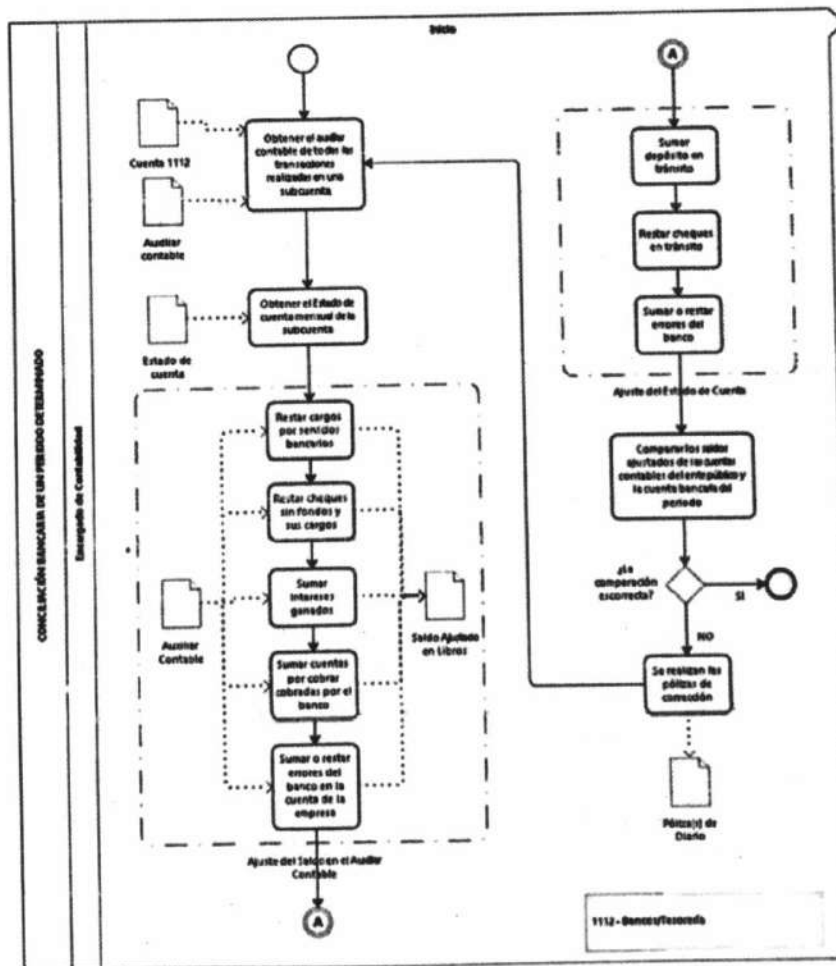 CONCILIACIÓN BANCARIA DE UN PERIODO DETERMINADO
Encargado de Contabilidad
Inicio
Cuenta 1112
Auxiliar
contable
Obtener el auxiliar
contable de todas las
transacciones
realizadas en una
subcuenta.
Estado de
cuenta
Obtener el Estado de
cuenta mensual de la
subcuenta
Restar cargos
por servicios
bancarios
Restar cheques
sin fondos y
sus cargos
Sumar
intereses
ganados
Sumar cuentas
por cobrar
cobradas por el
banco
Sumar o restar
errores del
banco en la
cuenta de la
empresa
Auxiliar
Contable
Saldo Ajustado
en Libros
Ajuste del Saldo en el Auxiliar
Contable
A
A
Sumar
depósito en
tránsito
Restar cheques
en tránsito
Sumar o restar
errores del
banco
Ajuste del Estado de Cuenta
Comparar los saldos
ajustados de las cuentas
contables del ente público y
la cuenta bancaria del
periodo
¿La
comparación
es correcta?
SI
NO
Se realizan las
pólizas de
corrección
Póliza(s) de
Diario
1112 - Bancos/Tesorería